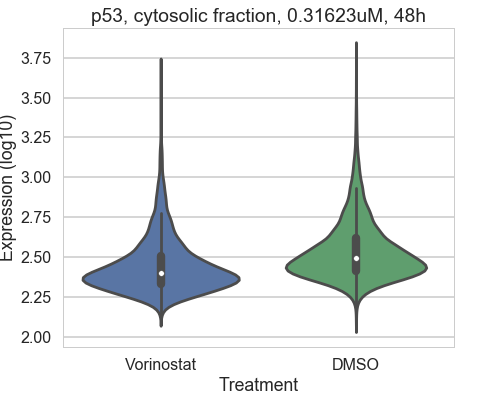 p53, cytosolic fraction, 0.31623uM, 48h
Expression (log10)
3.75
3.50
3.25
3.00
2.75
2.50
2.25
2.00
Vorinostat DMSO
Treatment